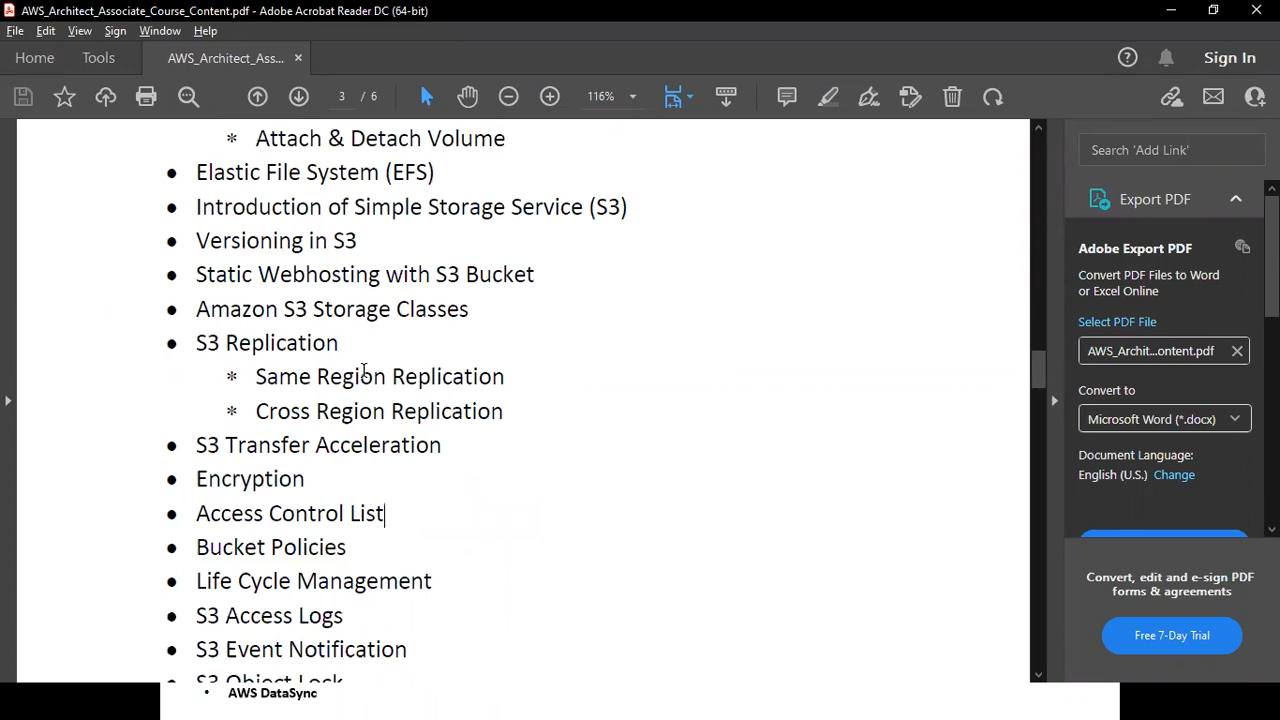 AWS_Architect_Associate_Course_Content.pdf - Adobe Acrobat Reader DC (64-bit)
File Edit View Sign Window Help
Home Tools AWS_Architect_Ass... Sign In
3 / 6 116%
* Attach & Detach Volume
• Elastic File System (EFS)
• Introduction of Simple Storage Service (S3)
• Versioning in S3
• Static Webhosting with S3 Bucket
• Amazon S3 Storage Classes
• S3 Replication
* Same Region Replication
* Cross Region Replication
• S3 Transfer Acceleration
• Encryption
• Access Control List
• Bucket Policies
• Life Cycle Management
• S3 Access Logs
• S3 Event Notification
S3 Object Lock
• AWS DataSync
Search 'Add Link'
Export PDF
Adobe Export PDF
Convert PDF Files to Word
or Excel Online
Select PDF File
AWS_Archit...ontent.pdf
Convert to
Microsoft Word (*.docx)
Document Language:
English (U.S.) Change
Convert, edit and e-sign PDF
forms & agreements
Free 7-Day Trial